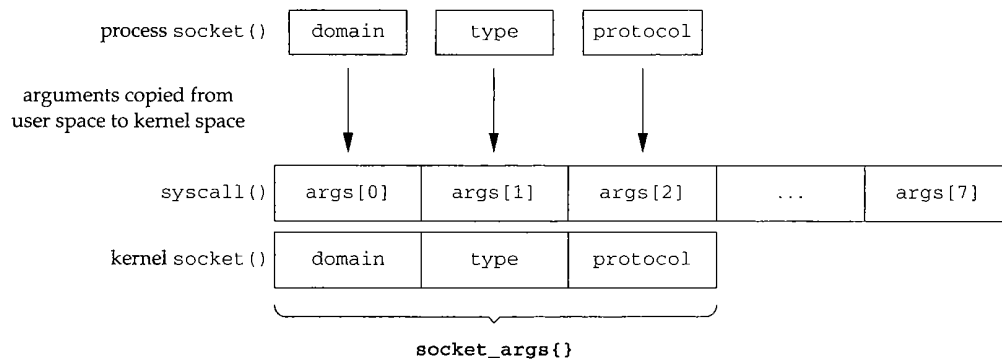 process socket() domain type protocol
arguments copied from
user space to kernel space
syscall() args[0] args[1] args[2] ... args[7]
kernel socket() domain type protocol
socket_args{}